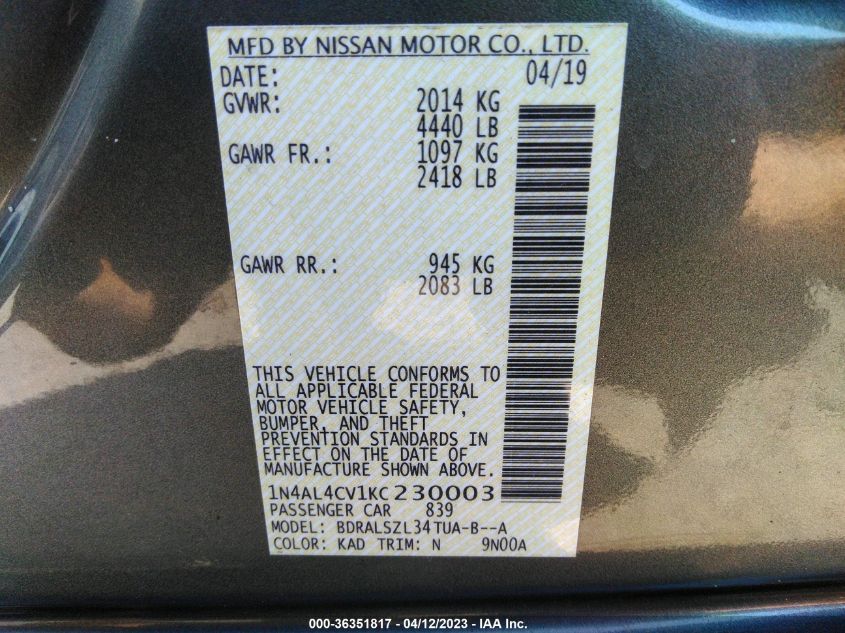 MFD BY NISSAN MOTOR CO., LTD.
DATE: 04/19
GVWR: 2014 KG
4440 LB
GAWR FR.: 1097 KG
2418 LB
GAWR RR.: 945 KG
2083 LB
THIS VEHICLE CONFORMS TO
ALL APPLICABLE FEDERAL
MOTOR VEHICLE SAFETY,
BUMPER, AND THEFT
PREVENTION STANDARDS IN
EFFECT ON THE DATE OF
MANUFACTURE SHOWN ABOVE.
1N4AL4CV1KC230003
PASSENGER CAR 839
MODEL: BDRALSZL34TUA-B--A
COLOR: KAD TRIM: N 9N00A
000-36351817 - 04/12/2023 - IAA Inc.